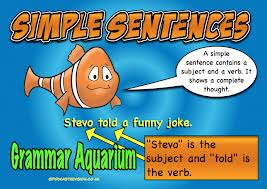 SIMPLE SENTENCES
A simple
sentence contains a
subject and a verb. It
shows a complete
thought.
Stevo told a funny joke.
Grammar Aquarium
"Stevo" is the
subject and "told" is
the verb.